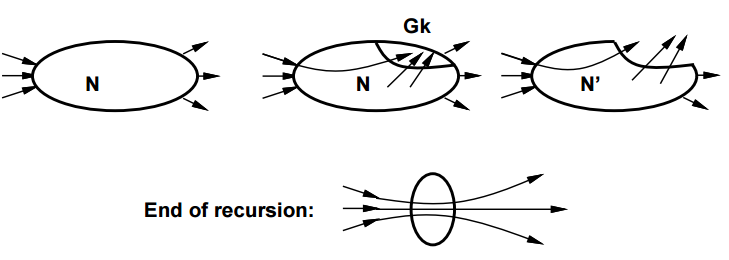 Gk
N
N
N’
End of recursion: